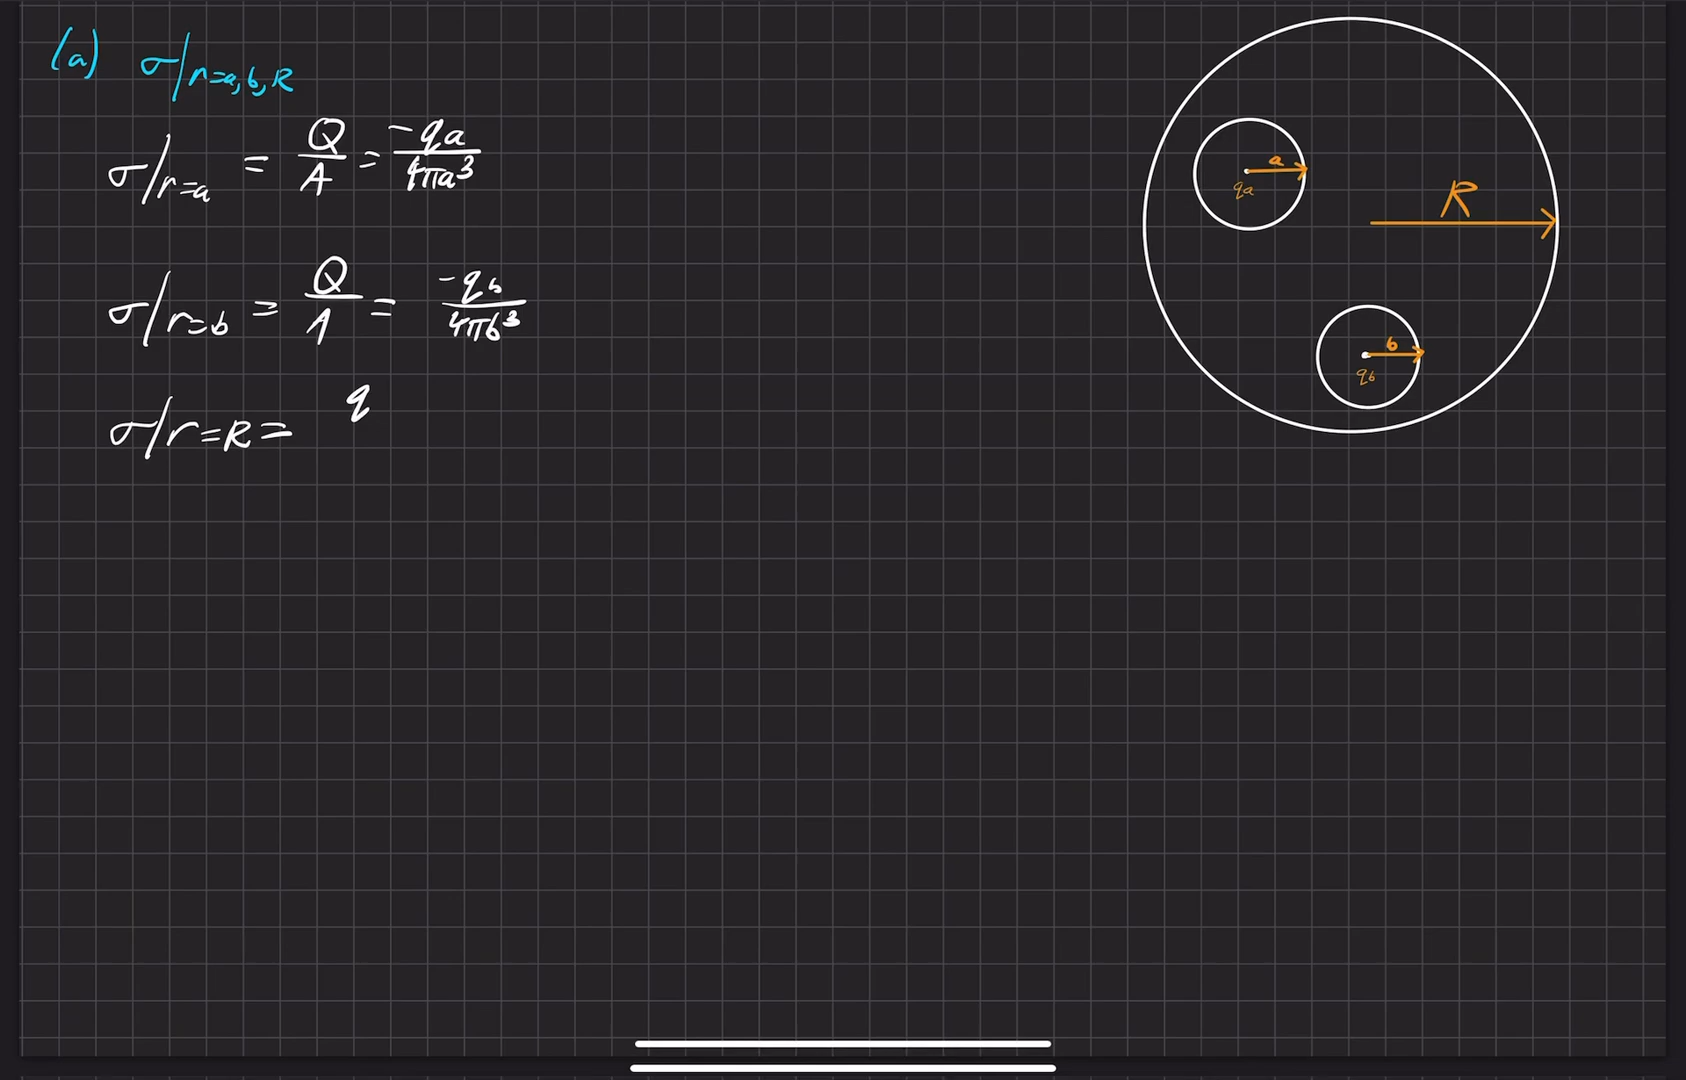 (a) σ|r=a,b,R
σ|r=a = Q/A = -qa/4πa³
σ|r=b = Q/A = -qb/4πb³
σ|r=R = q
a
qa
R
b
qb